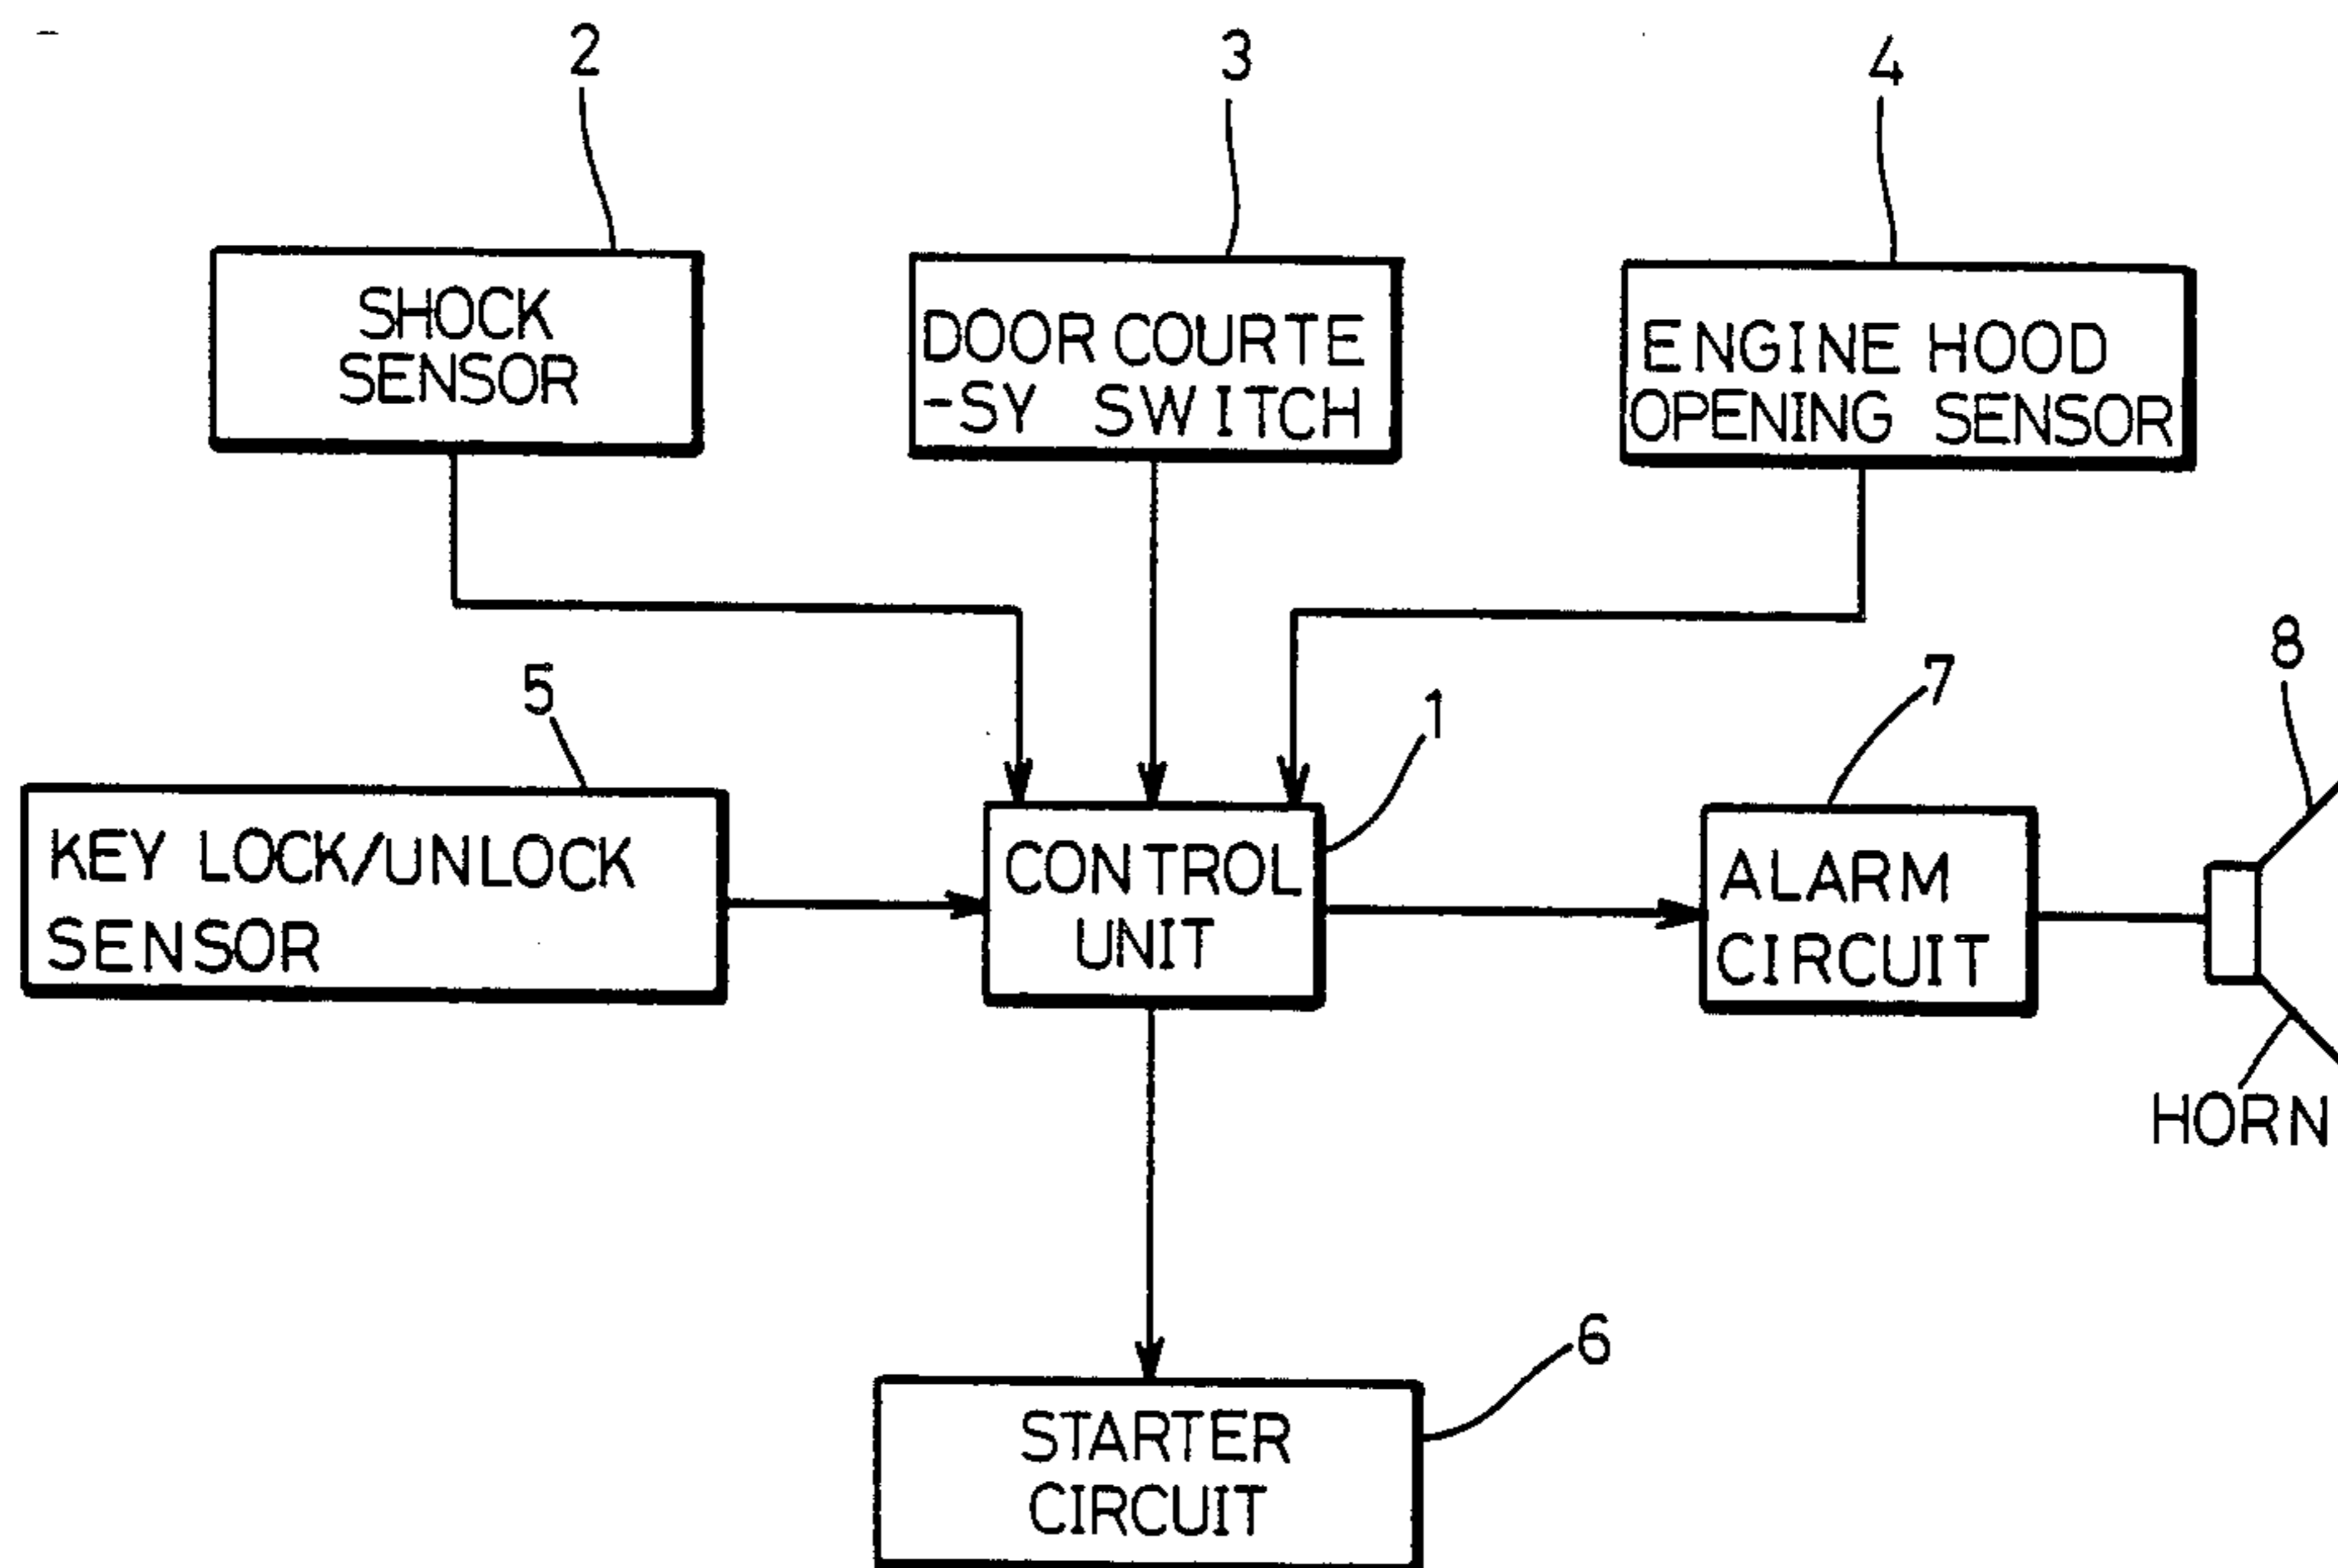 2
3
4
SHOCK
SENSOR
DOOR COURTE
-SY SWITCH
ENGINE HOOD
OPENING SENSOR
5
1
7
8
KEY LOCK/UNLOCK
SENSOR
CONTROL
UNIT
ALARM
CIRCUIT
HORN
6
STARTER
CIRCUIT